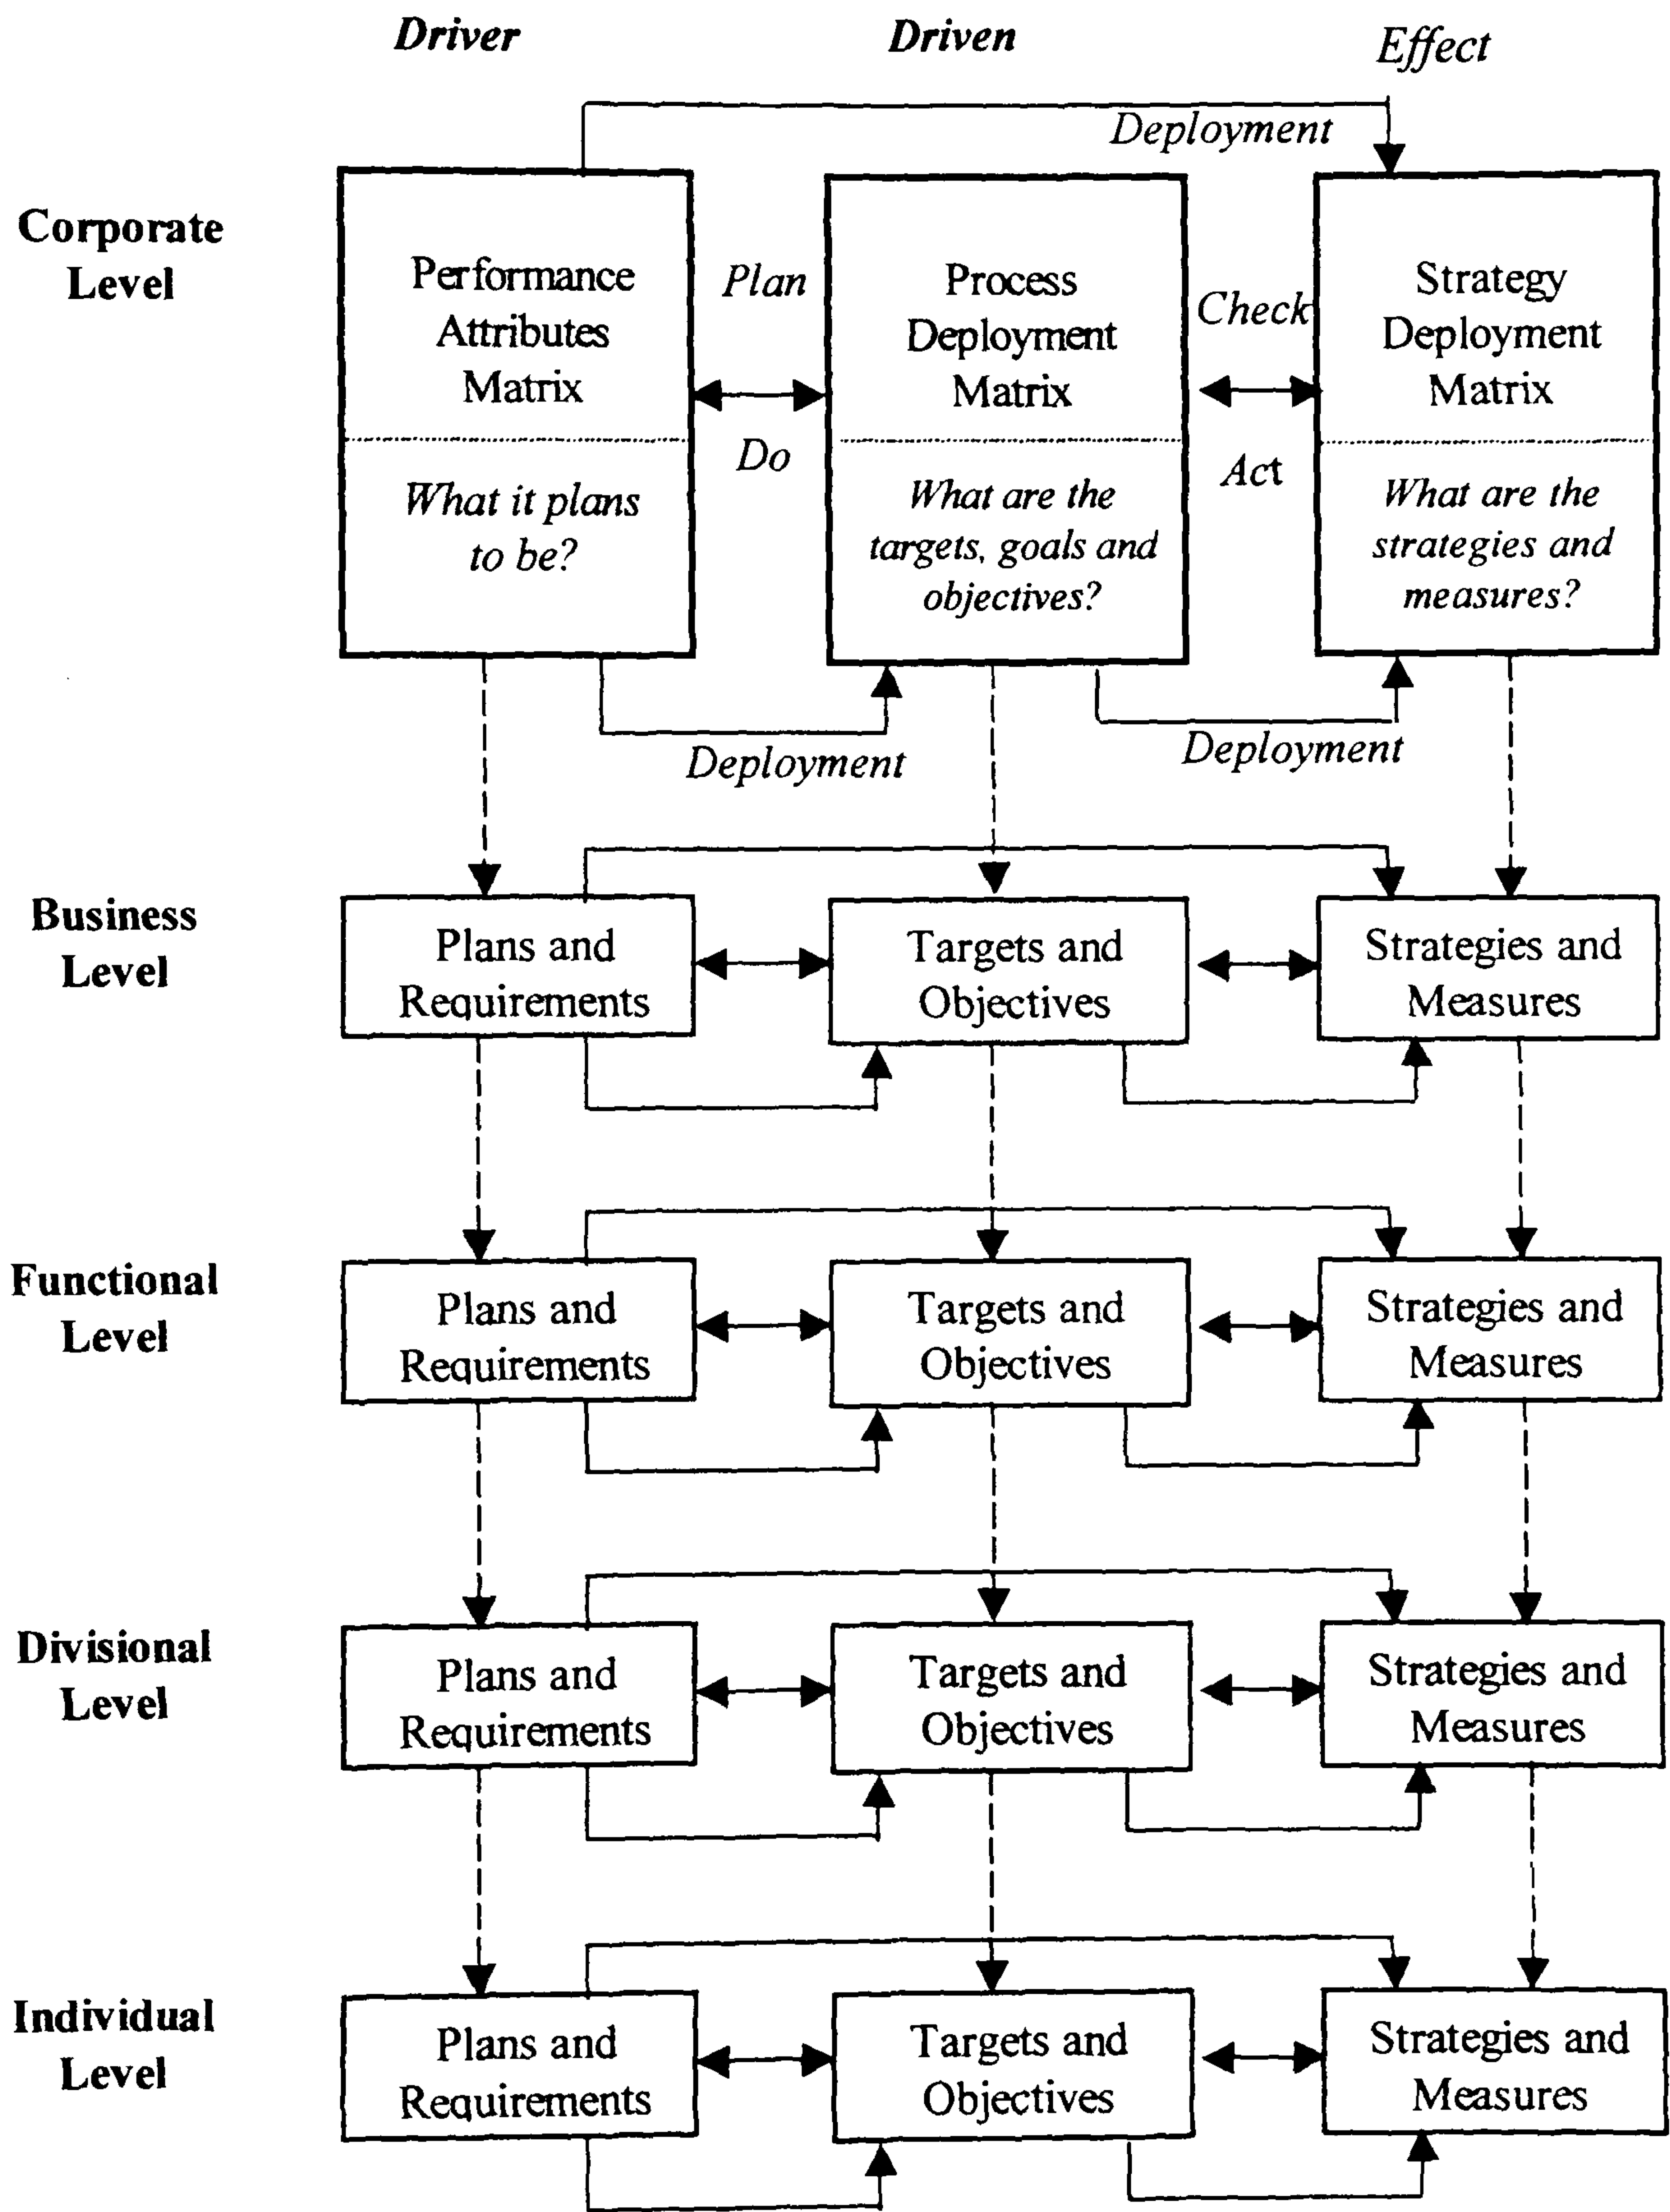 Driver
Driven
Effect
Deployment
Corporate
Level
Performance
Attributes
Matrix
What it plans
to be?
Plan
Do
Process
Deployment
Matrix
What are the
targets, goals and
objectives?
Check
Act
Strategy
Deployment
Matrix
What are the
strategies and
measures?
Deployment
Deployment
Business
Level
Plans and
Requirements
Targets and
Objectives
Strategies and
Measures
Functional
Level
Plans and
Requirements
Targets and
Objectives
Strategies and
Measures
Divisional
Level
Plans and
Requirements
Targets and
Objectives
Strategies and
Measures
Individual
Level
Plans and
Requirements
Targets and
Objectives
Strategies and
Measures